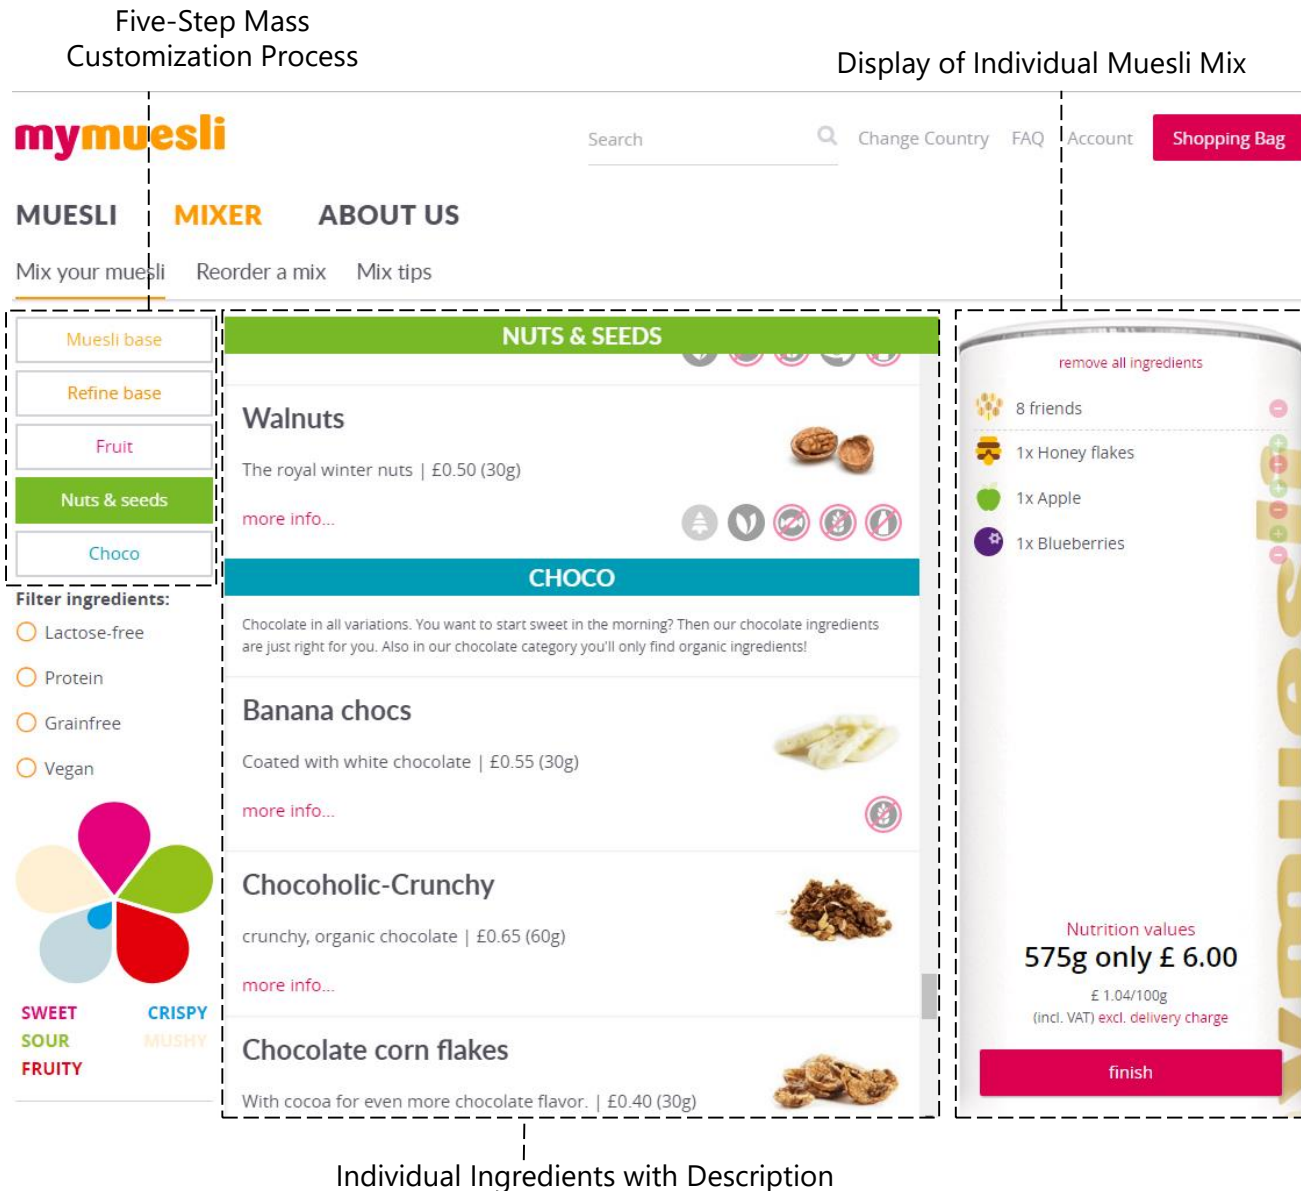 Five-Step Mass
Customization Process
Display of Individual Muesli Mix
mymuesli
Search
Change Country FAQ Account Shopping Bag
MUESLI MIXER ABOUT US
Mix your muesli Reorder a mix Mix tips
Muesli base
Refine base
Fruit
Nuts & seeds
Choco
Filter ingredients:
Lactose-free
Protein
Grainfree
Vegan
SWEET CRISPY
SOUR MUSHY
FRUITY
NUTS & SEEDS
Walnuts
The royal winter nuts | £0.50 (30g)
more info...
CHOCO
Chocolate in all variations. You want to start sweet in the morning? Then our chocolate ingredients
are just right for you. Also in our chocolate category you'll only find organic ingredients!
Banana chocs
Coated with white chocolate | £0.55 (30g)
more info...
Chocoholic-Crunchy
crunchy, organic chocolate | £0.65 (60g)
more info...
Chocolate corn flakes
With cocoa for even more chocolate flavor. | £0.40 (30g)
remove all ingredients
8 friends
1x Honey flakes
1x Apple
1x Blueberries
Nutrition values
575g only £ 6.00
£ 1.04/100g
(incl. VAT) excl. delivery charge
finish
Individual Ingredients with Description